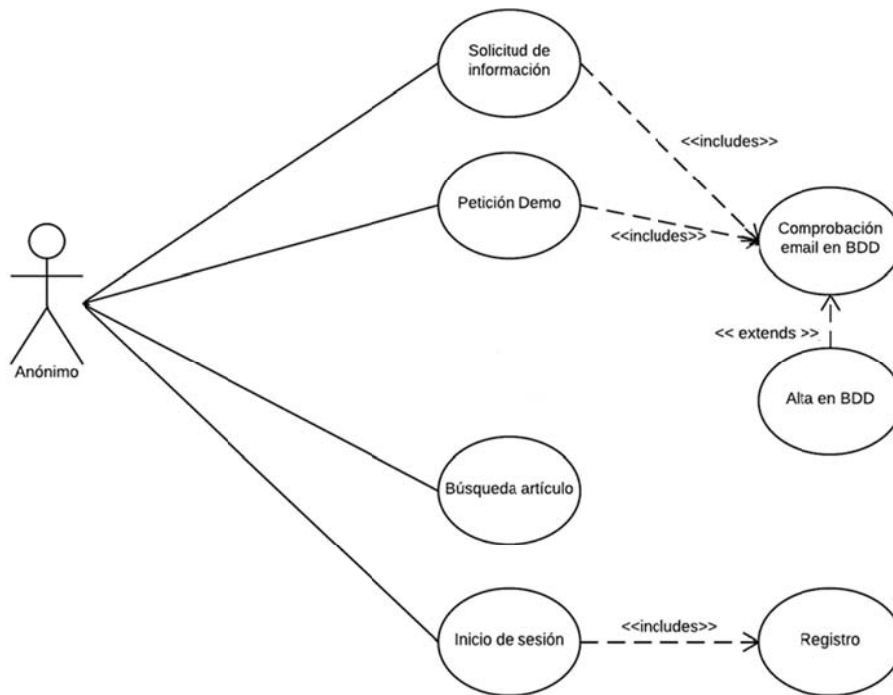 Solicitud de
información
<<includes>>
Petición Demo
<<includes>>
Comprobación
email en BDD
<< extends >>
Anónimo
Alta en BDD
Búsqueda artículo
Inicio de sesión
<<includes>>
Registro